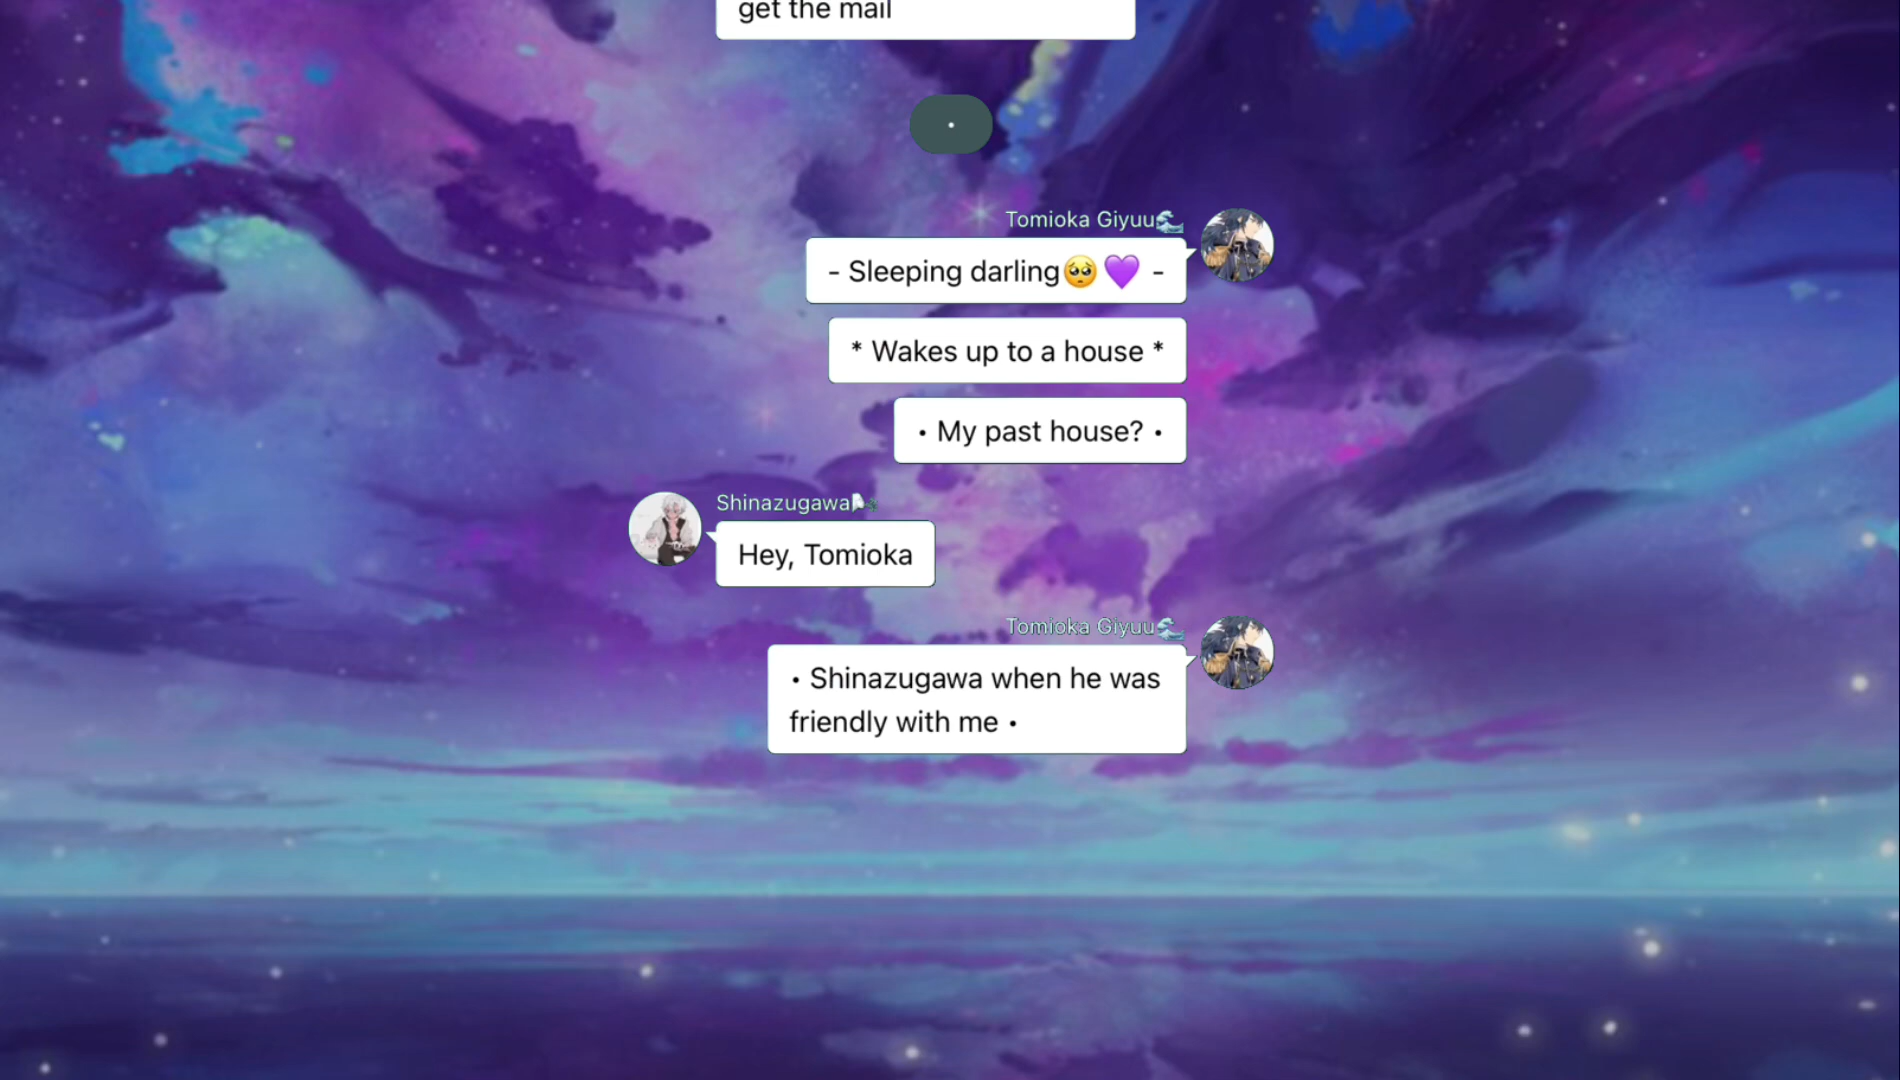 get the mail
•
Tomioka Giyuu🌊
- Sleeping darling🥺💜 -
* Wakes up to a house *
• My past house? •
Shinazugawa🌬🍃
Hey, Tomioka
Tomioka Giyuu🌊
• Shinazugawa when he was
friendly with me •